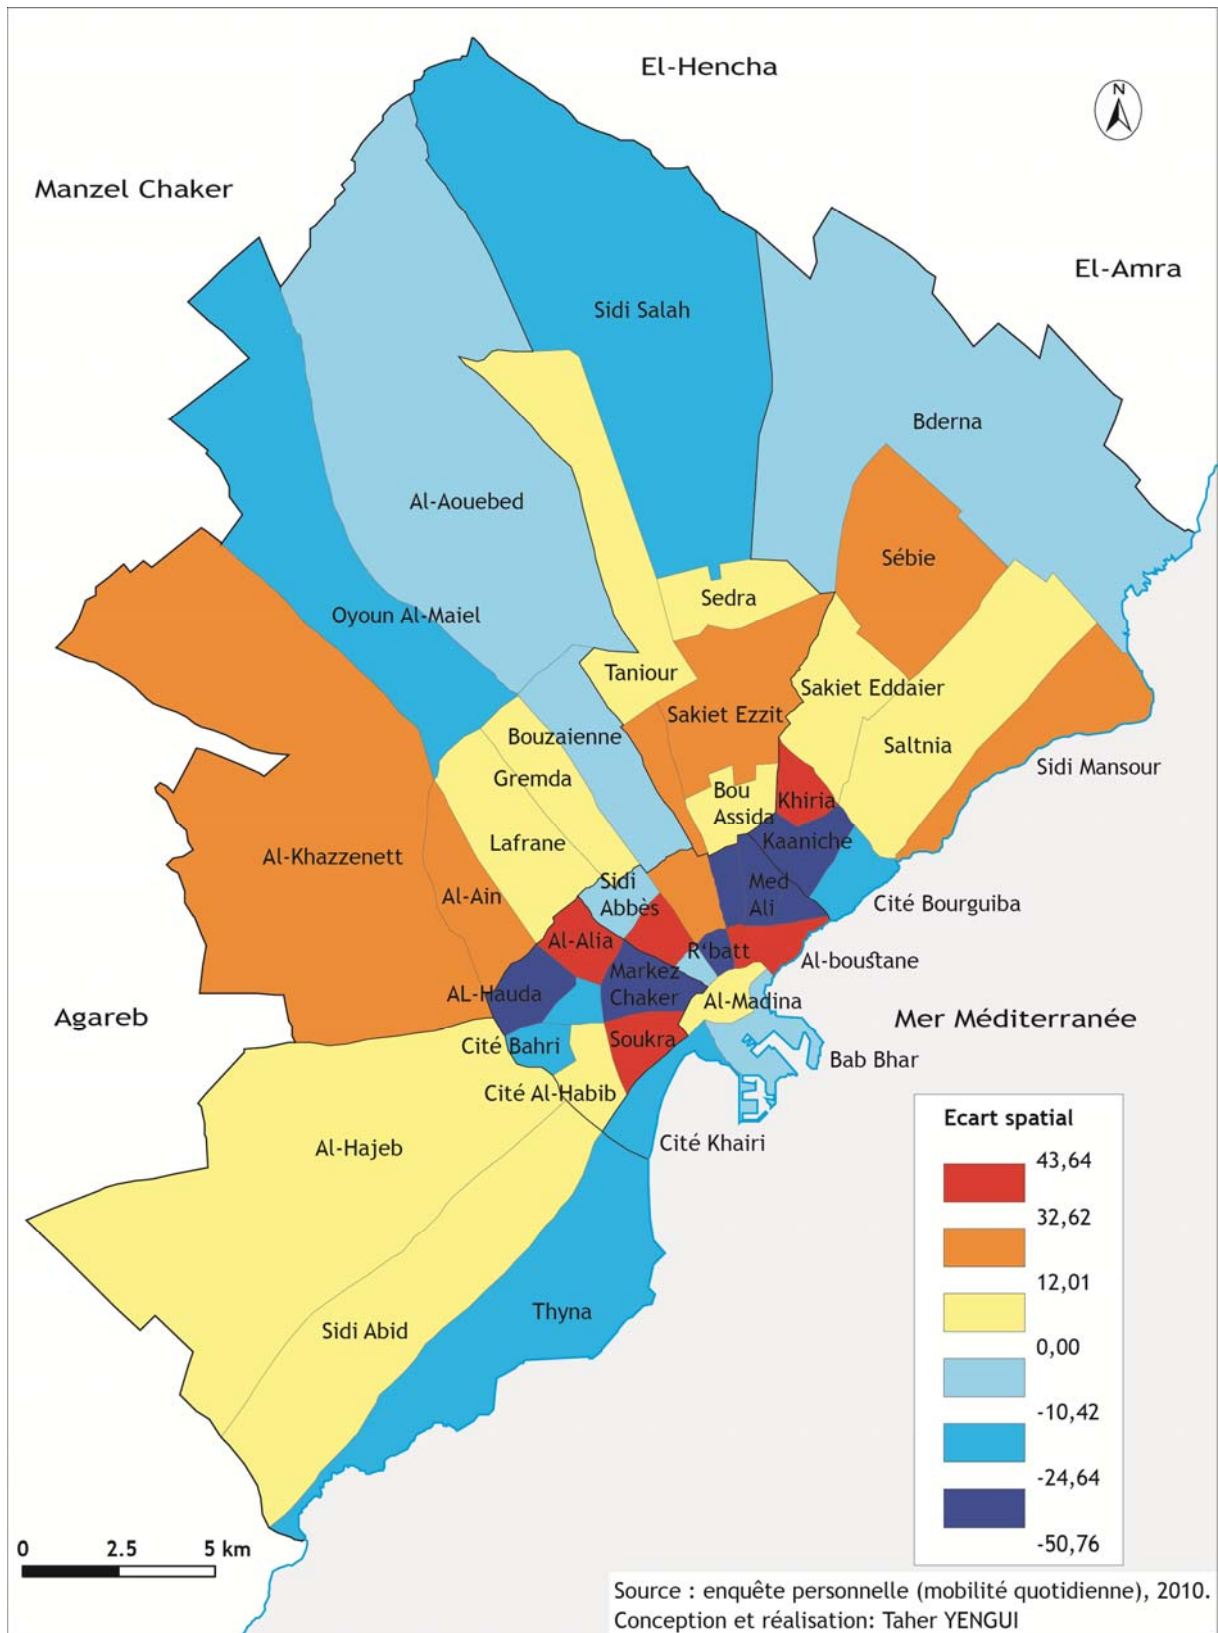 El-Hencha
N
Manzel Chaker
El-Amra
Sidi Salah
Bderna
Al-Aouebed
Sébie
Sedra
Oyoun Al-Maiel
Taniour
Sakiet Eddaier
Sakiet Ezzit
Bouzaienne
Saltnia
Sidi Mansour
Gremda
Bou
Assida
Khiria
Kaaniche
Lafrane
Al-Khazzenett
Sidi
Abbès
Med
Ali
Al-Ain
Cité Bourguiba
Al-Alia
R'batt
Al-boustane
Markez
Chaker
AL-Hauda
Al-Madina
Agareb
Mer Méditerranée
Soukra
Cité Bahri
Bab Bhar
Cité Al-Habib
Cité Khairi
Al-Hajeb
Thyna
Sidi Abid
Ecart spatial
43,64
32,62
12,01
0,00
-10,42
-24,64
-50,76
0 2.5 5 km
Source : enquête personnelle (mobilité quotidienne), 2010.
Conception et réalisation: Taher YENGUI